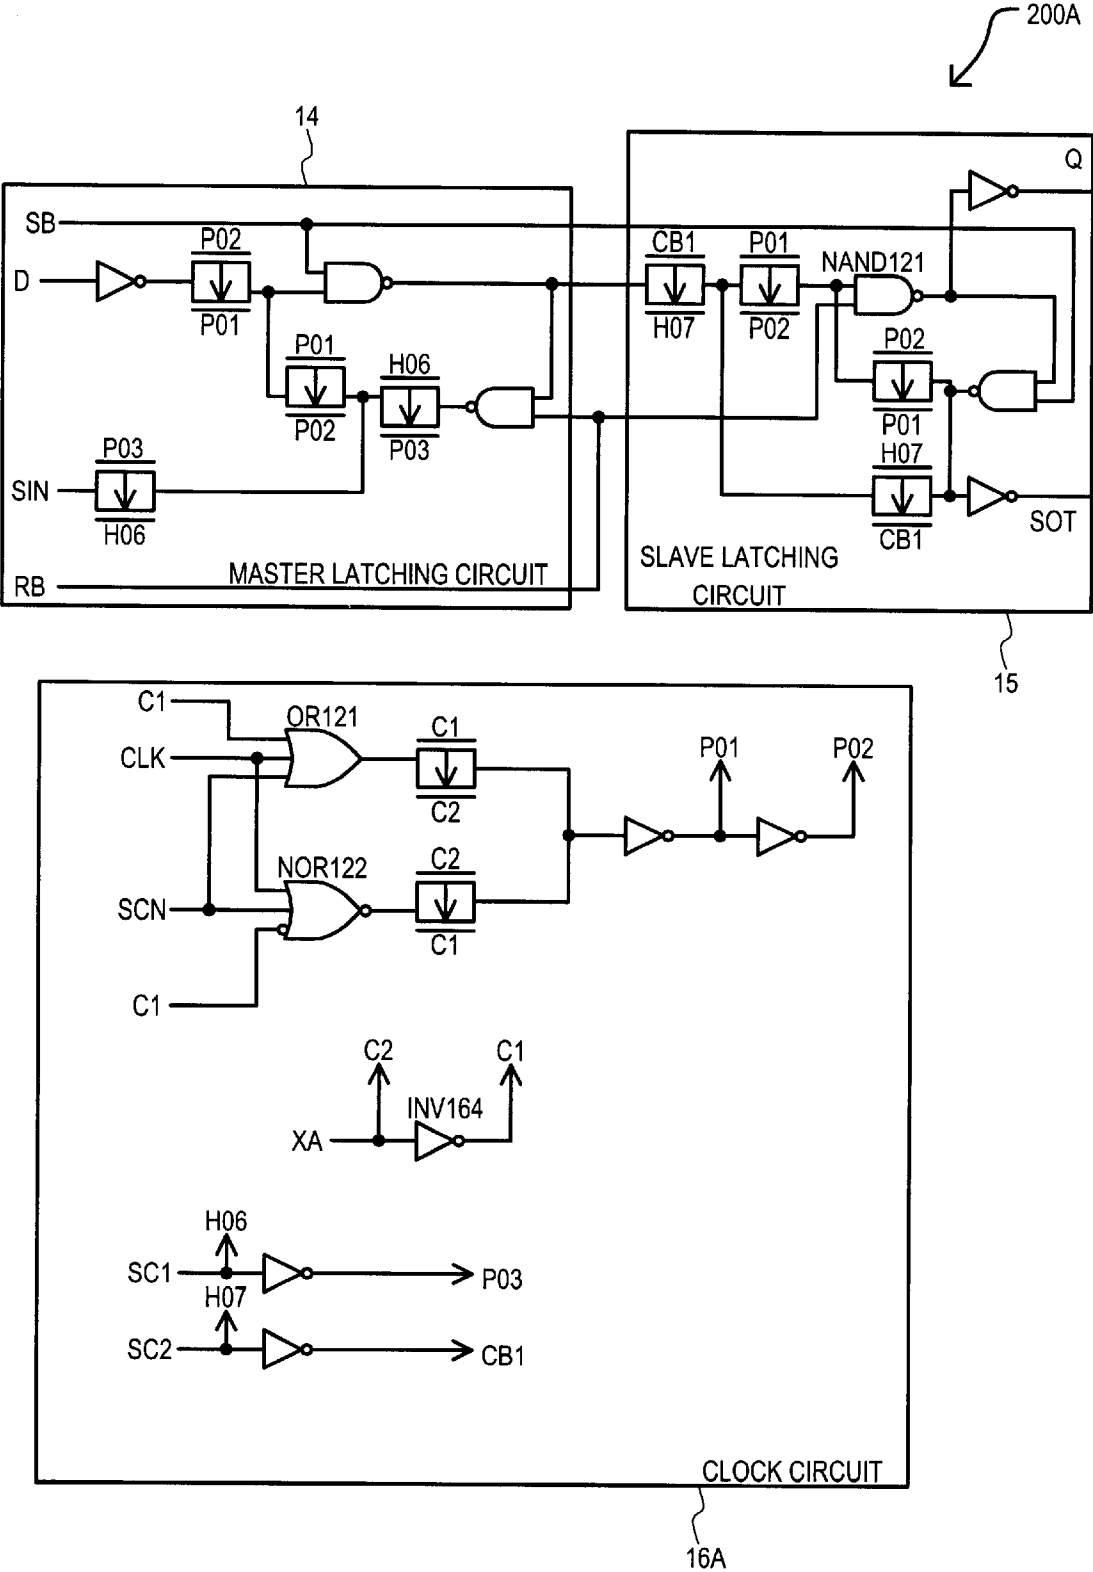 200A
14
Q
SB
P02
CB1
P01
NAND121
D
P01
H07
P02
P01
H06
P02
P02
P03
P01
P03
H07
SIN
H06
CB1
SOT
MASTER LATCHING CIRCUIT
SLAVE LATCHING
CIRCUIT
RB
15
C1
OR121
C1
P01
P02
CLK
C2
NOR122
C2
SCN
C1
C1
C2
C1
INV164
XA
H06
SC1
P03
H07
SC2
CB1
CLOCK CIRCUIT
16A